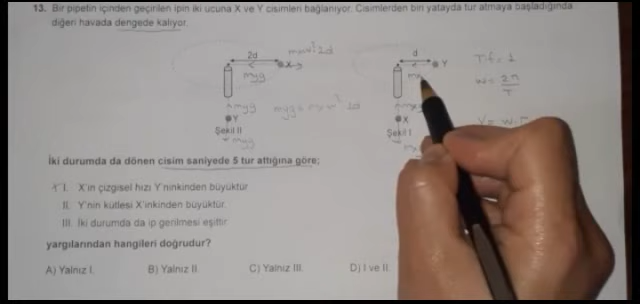 13. Bir pipetin içinden geçirilen ipin iki ucuna X ve Y cisimleri bağlanıyor. Cisimlerden biri yatayda tur atmaya başladığında
diğeri havada dengede kalıyor.
2d
X
Y
Şekil II
d
Y
X
Şekil I
T.f = 1
W = 2π
T
İki durumda da dönen cisim saniyede 5 tur attığına göre;
I. X'in çizgisel hızı Y'ninkinden büyüktür
II. Y'nin kütlesi X'inkinden büyüktür.
III. İki durumda da ip gerilmesi eşittir
yargılarından hangileri doğrudur?
A) Yalnız I.
B) Yalnız II
C) Yalnız III.
D) I ve II.